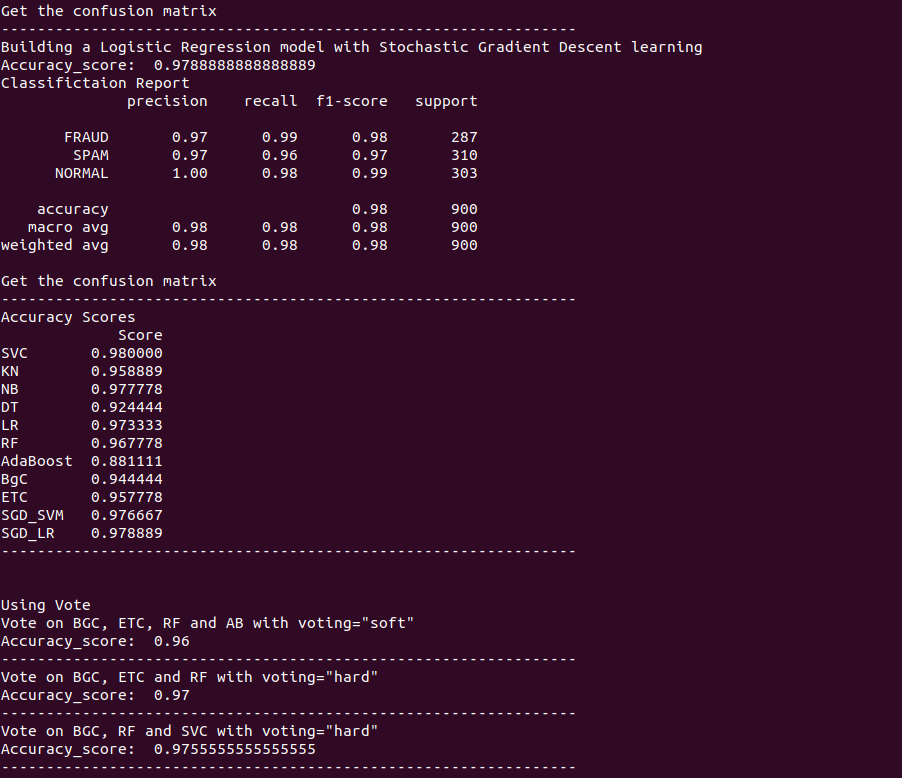 Get the confusion matrix
----------------------------------------------------------------
Building a Logistic Regression model with Stochastic Gradient Descent learning
Accuracy_score:  0.9788888888888889
Classifictaion Report
              precision    recall  f1-score   support

       FRAUD       0.97      0.99      0.98       287
        SPAM       0.97      0.96      0.97       310
      NORMAL       1.00      0.98      0.99       303

    accuracy                           0.98       900
   macro avg       0.98      0.98      0.98       900
weighted avg       0.98      0.98      0.98       900

Get the confusion matrix
----------------------------------------------------------------
Accuracy Scores
             Score
SVC       0.980000
KN        0.958889
NB        0.977778
DT        0.924444
LR        0.973333
RF        0.967778
AdaBoost  0.881111
BgC       0.944444
ETC       0.957778
SGD_SVM   0.976667
SGD_LR    0.978889
----------------------------------------------------------------


Using Vote
Vote on BGC, ETC, RF and AB with voting="soft"
Accuracy_score:  0.96
----------------------------------------------------------------
Vote on BGC, ETC and RF with voting="hard"
Accuracy_score:  0.97
----------------------------------------------------------------
Vote on BGC, RF and SVC with voting="hard"
Accuracy_score:  0.9755555555555555
----------------------------------------------------------------